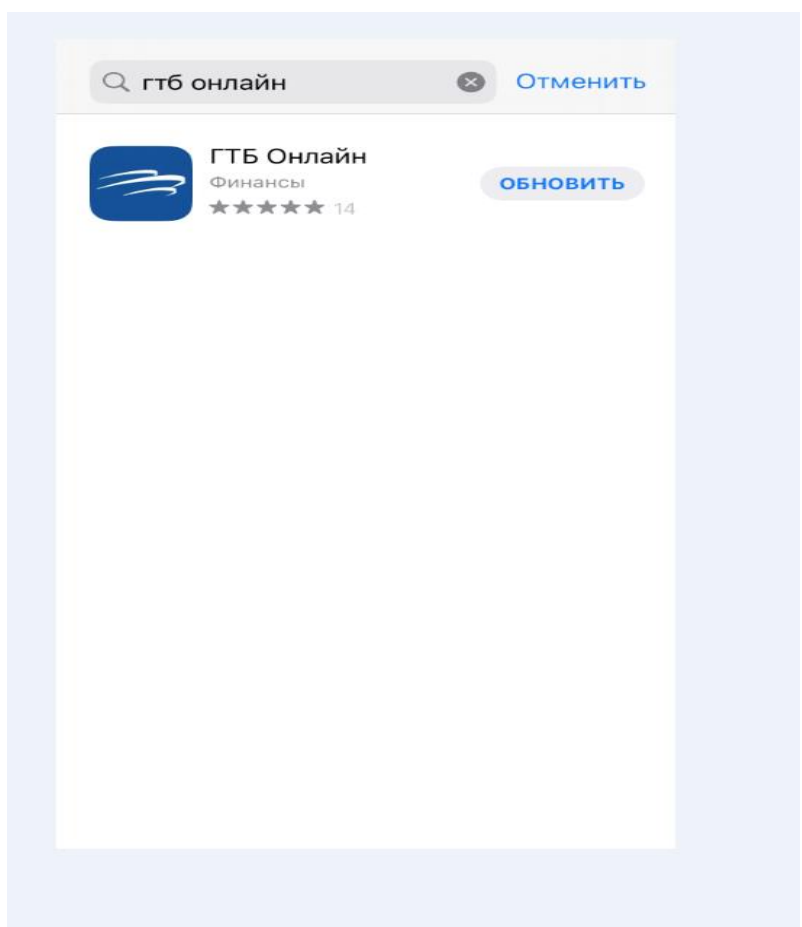 гтб онлайн
Отменить
ГТБ Онлайн
Финансы
ОБНОВИТЬ
14